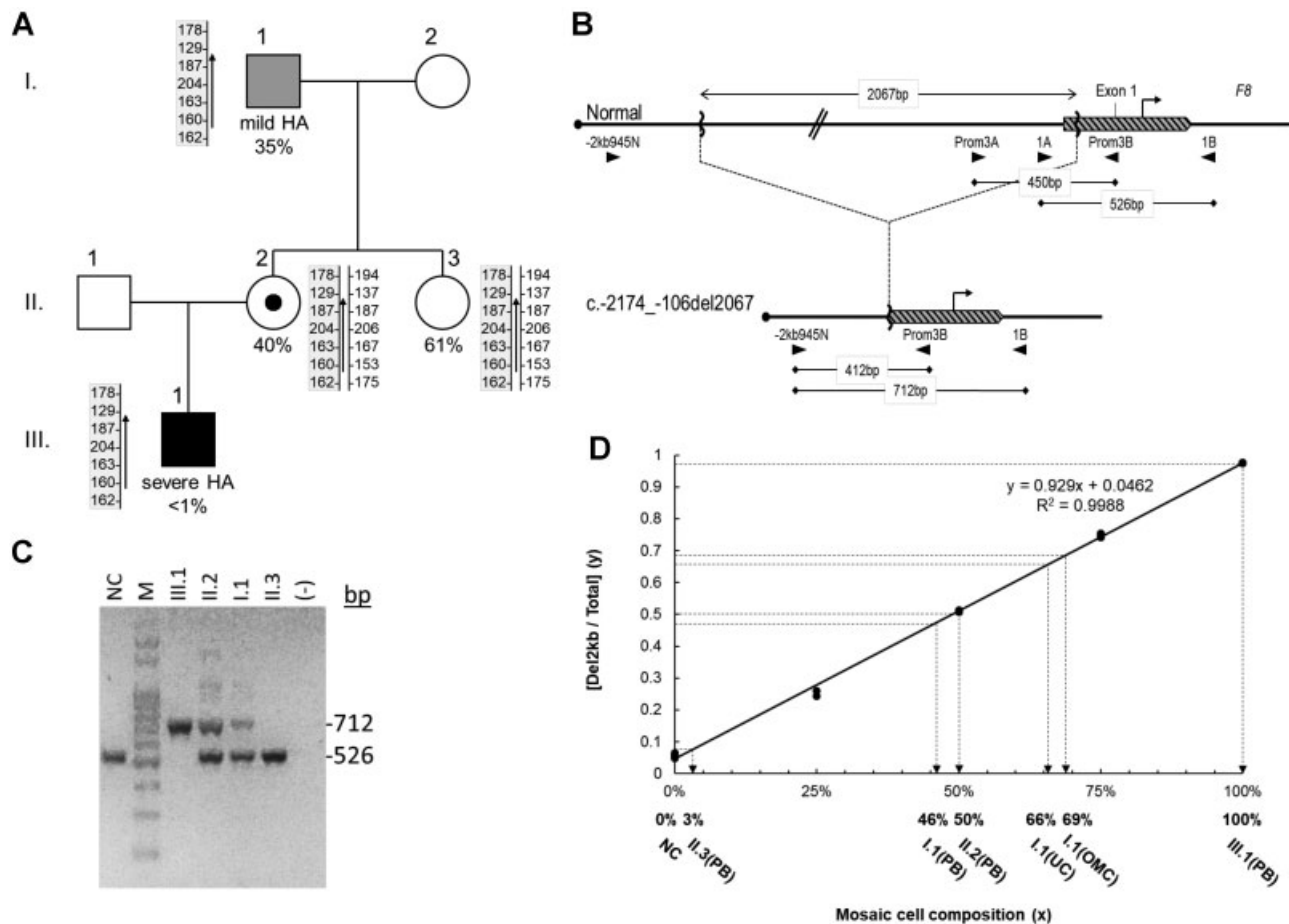 A
I.
1
2
178
129
187
204
163
160
162
mild HA
35%
II.
1
2
3
40%
178 194
129 137
187 187
204 206
163 167
160 153
162 175
61%
178 194
129 137
187 187
204 206
163 167
160 153
162 175
III.
1
178
129
187
204
163
160
162
severe HA
<1%
B
2067bp
Exon 1
F8
Normal
-2kb945N
Prom3A
1A
Prom3B
1B
450bp
526bp
c.-2174_-106del2067
-2kb945N
Prom3B
1B
412bp
712bp
C
NC M III.1 II.2 I.1 II.3 (-) bp
-712
-526
D
[Del2kb / Total] (y)
y = 0.929x + 0.0462
R² = 0.9988
1
0.9
0.8
0.7
0.6
0.5
0.4
0.3
0.2
0.1
0
0% 25% 50% 75% 100%
0% 3% 46% 50% 66% 69% 100%
NC II.3(PB) I.1(PB) II.2(PB) I.1(UC) I.1(OMC) III.1(PB)
Mosaic cell composition (x)